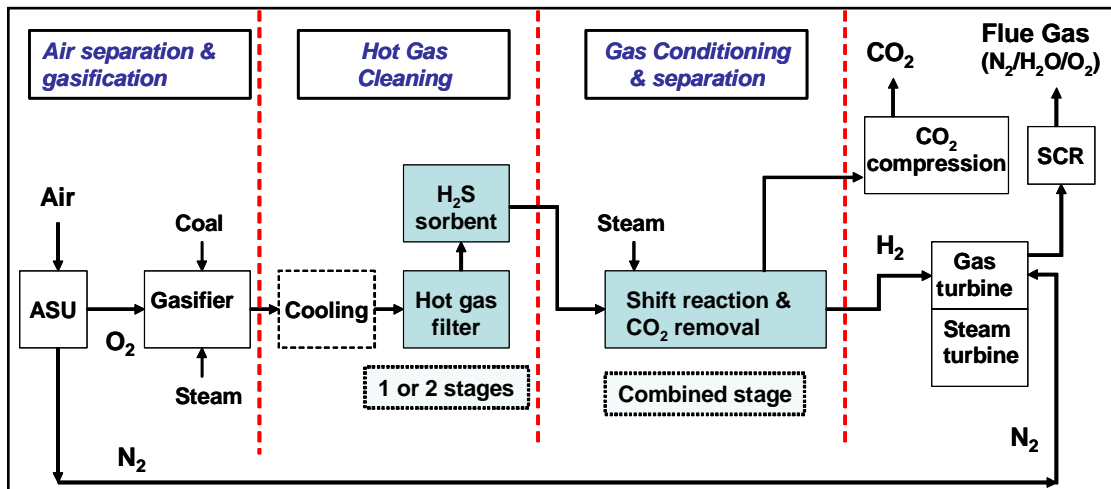 Air separation &
gasification
Hot Gas
Cleaning
Gas Conditioning
& separation
CO₂
Flue Gas
(N₂/H₂O/O₂)
CO₂
compression
SCR
Air
Coal
H₂S
sorbent
Steam
H₂
ASU
O₂
Gasifier
Cooling
Hot gas
filter
Shift reaction &
CO₂ removal
Gas
turbine
Steam
turbine
Steam
1 or 2 stages
Combined stage
N₂
N₂